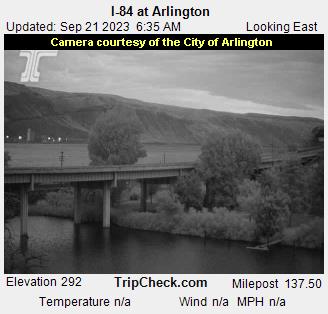 I-84 at Arlington
Updated: Sep 21 2023 6:35 AM Looking East
Camera courtesy of the City of Arlington
Elevation 292 TripCheck.com Milepost 137.50
Temperature n/a Wind n/a MPH n/a